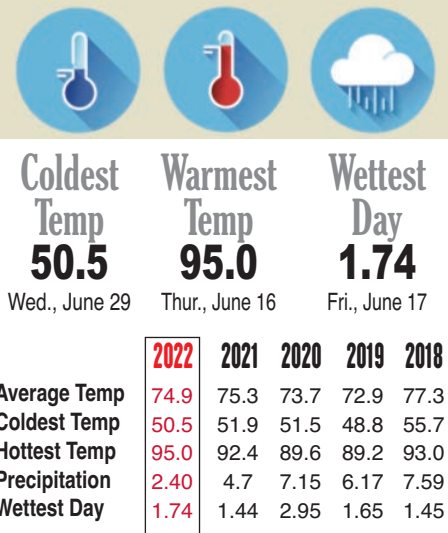 Coldest Temp
50.5
Wed., June 29
Warmest Temp
95.0
Thur., June 16
Wettest Day
1.74
Fri., June 17
2022 2021 2020 2019 2018
Average Temp 74.9 75.3 73.7 72.9 77.3
Coldest Temp 50.5 51.9 51.5 48.8 55.7
Hottest Temp 95.0 92.4 89.6 89.2 93.0
Precipitation 2.40 4.7 7.15 6.17 7.59
Wettest Day 1.74 1.44 2.95 1.65 1.45